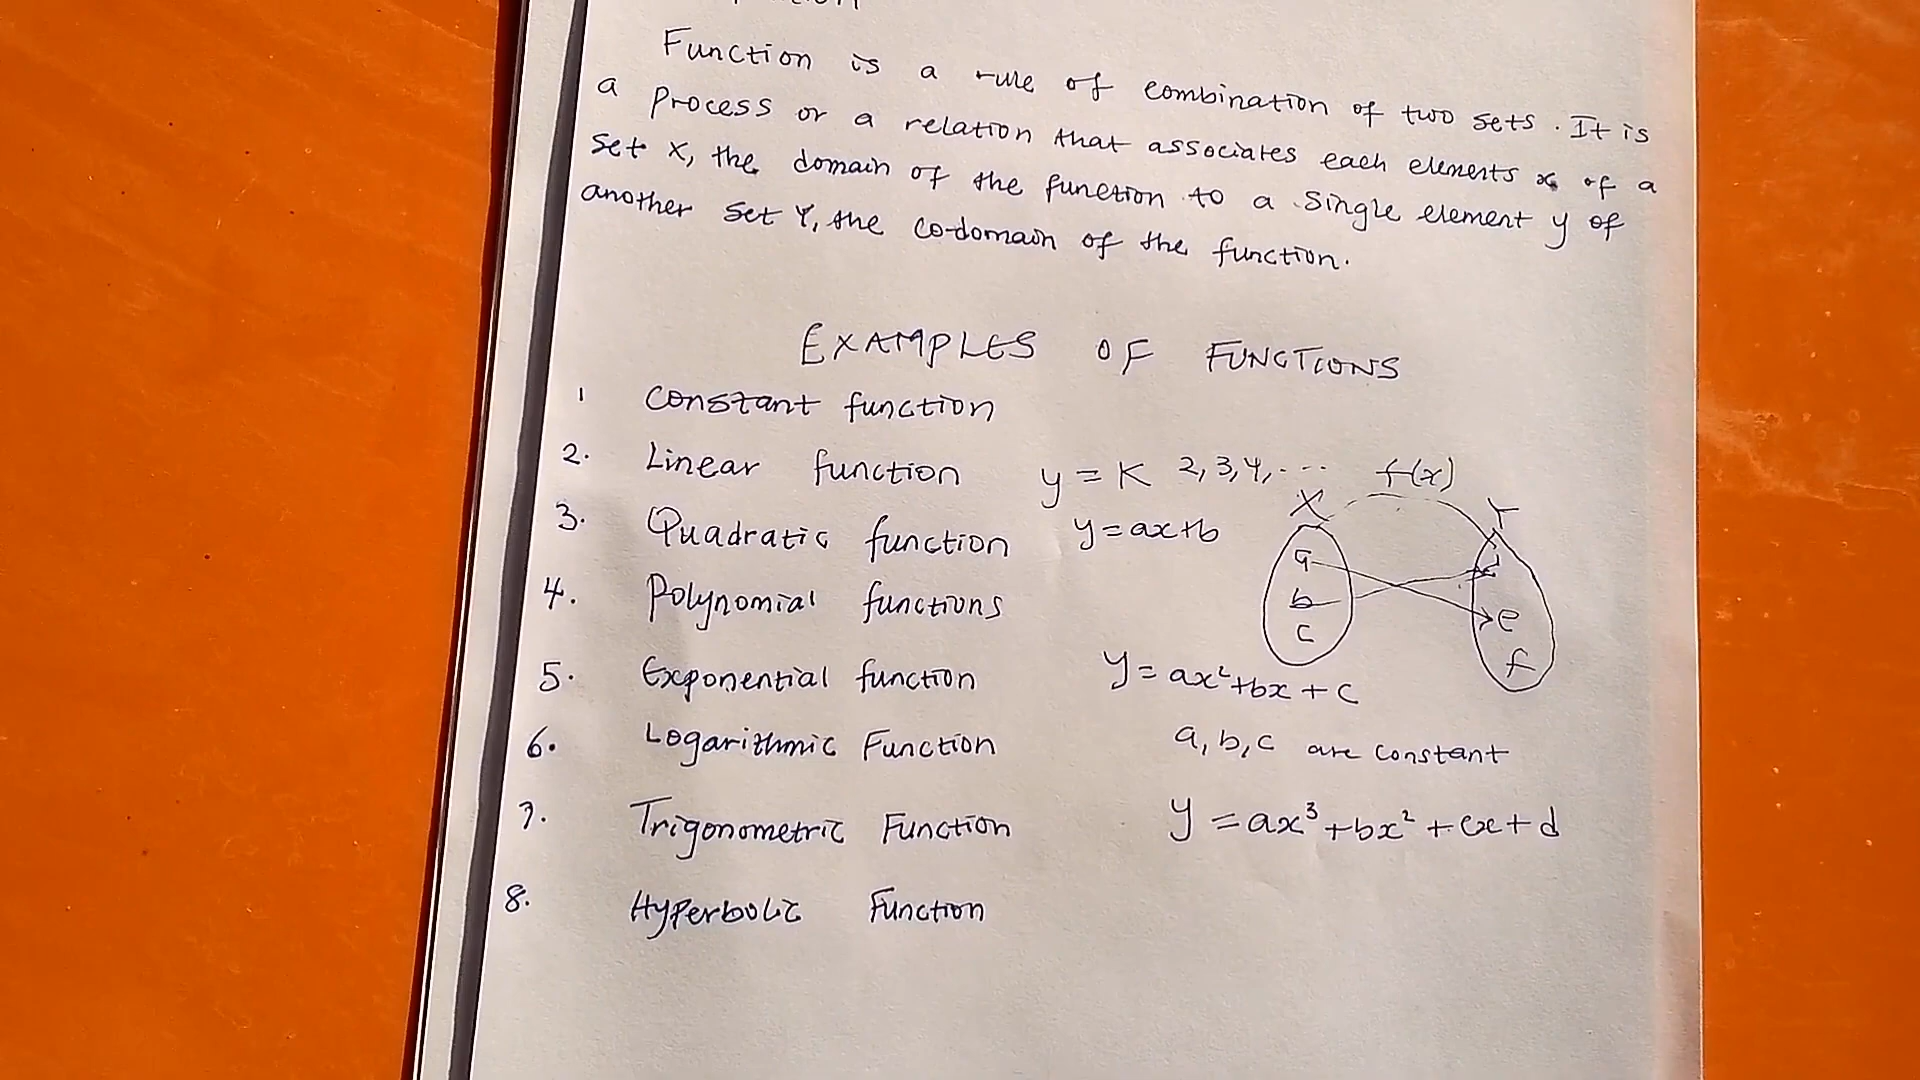 Function is a rule of combination of two sets. It is
a process or a relation that associates each elements x of a
set X, the domain of the function to a single element y of
another set Y, the co-domain of the function.
EXAMPLES OF FUNCTIONS
1 Constant function
2. Linear function
y = K 2,3,4,...
f(x)
3. Quadratic function
y=ax+b
X
Y
a
b
c
e
f
4. Polynomial functions
5. Exponential function
y=ax²+bx+c
6. Logarithmic Function
a, b, c are constant
7. Trigonometric Function
y=ax³+bx²+cx+d
8. Hyperbolic Function